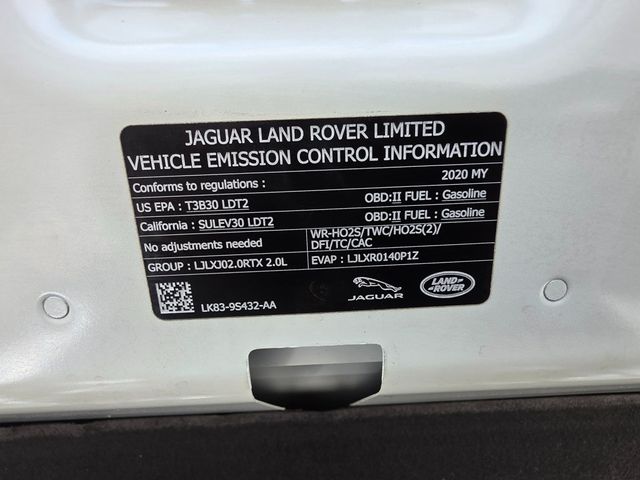 JAGUAR LAND ROVER LIMITED
VEHICLE EMISSION CONTROL INFORMATION
Conforms to regulations : 2020 MY
US EPA : T3B30 LDT2 OBD:II FUEL : Gasoline
California : SULEV30 LDT2 OBD:II FUEL : Gasoline
No adjustments needed WR-HO2S/TWC/HO2S(2)/
DFI/TC/CAC
GROUP : LJLXJ02.0RTX 2.0L EVAP : LJLXR0140P1Z
LK83-9S432-AA JAGUAR LAND-
ROVER